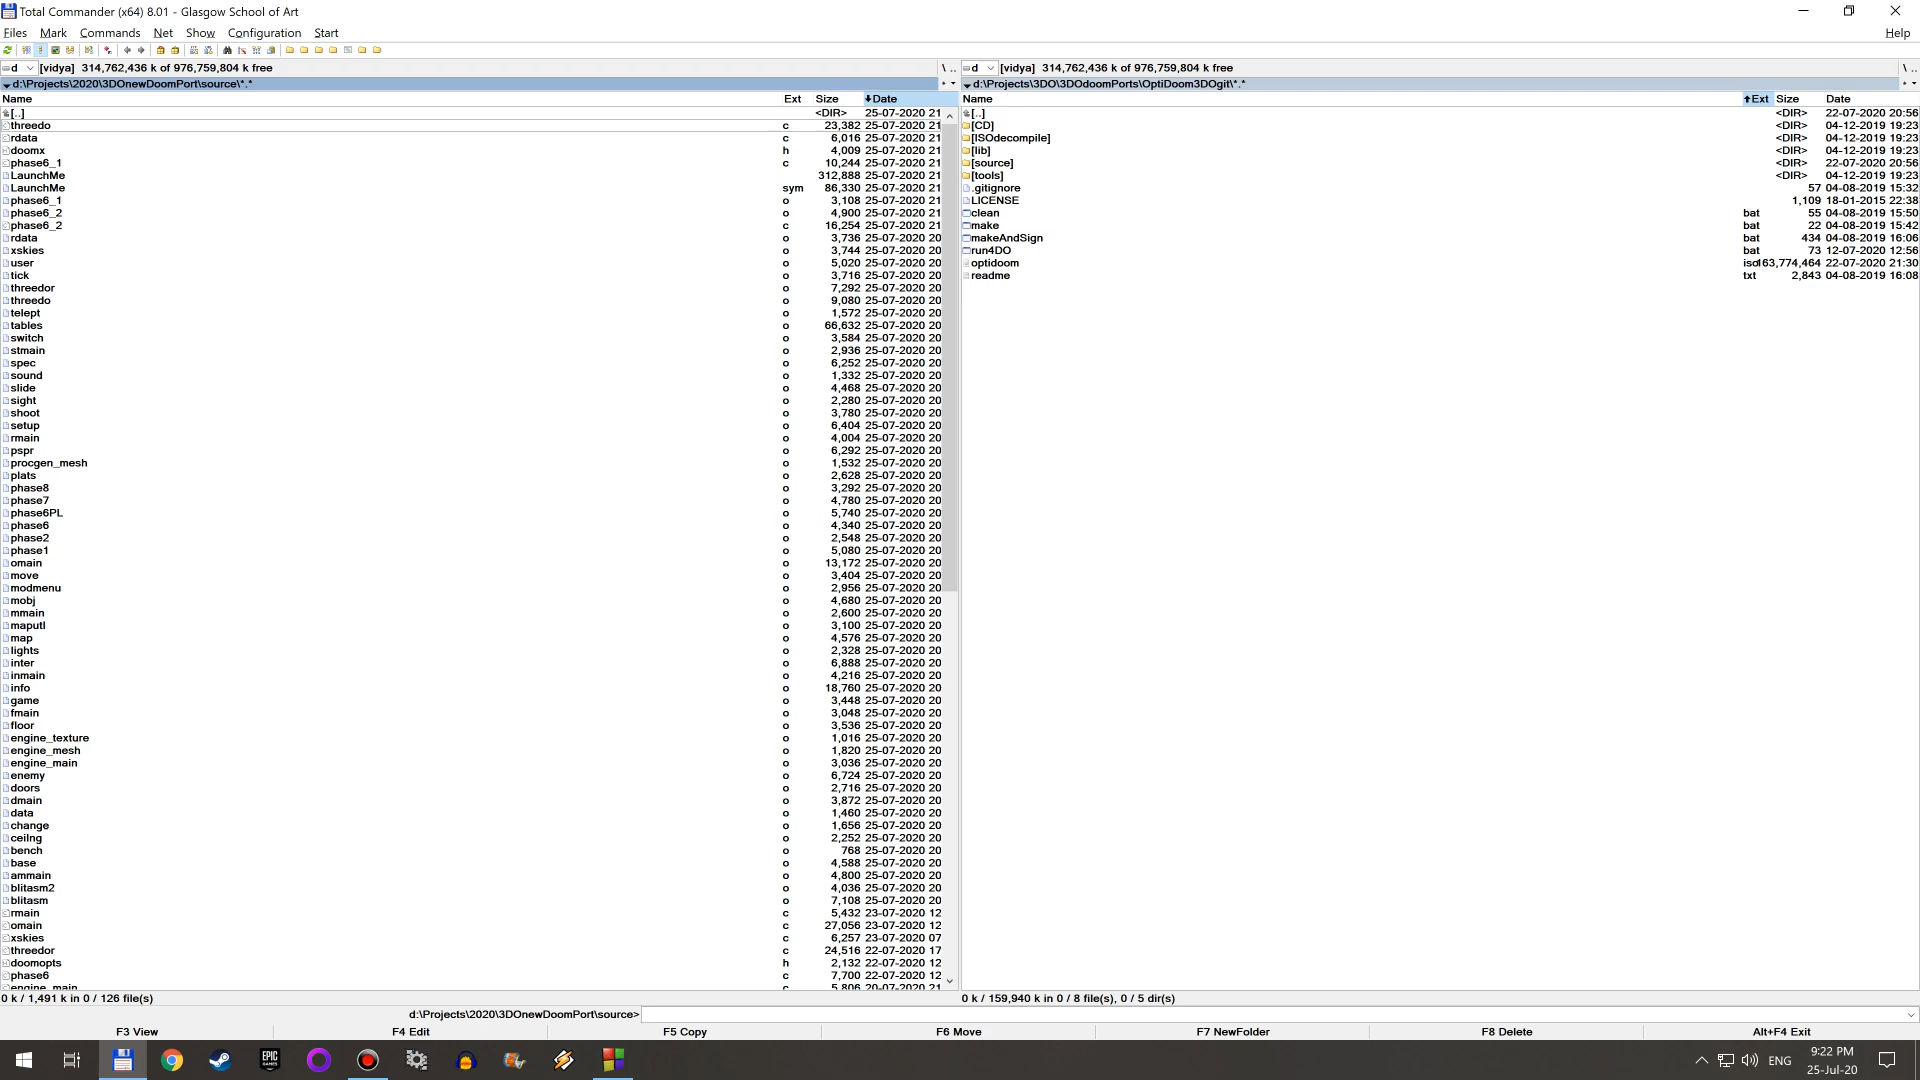 Total Commander (x64) 8.01 - Glasgow School of Art
Files Mark Commands Net Show Configuration Start Help
d [vidya] 314,762,436 k of 976,759,804 k free \ ..
d:\Projects\2020\3DOnewDoomPort\source\*.*
Name Ext Size Date
[..] <DIR> 25-07-2020 21
threedo c 23,382 25-07-2020 21
rdata c 6,016 25-07-2020 21
doomx h 4,009 25-07-2020 21
phase6_1 c 10,244 25-07-2020 21
LaunchMe 312,888 25-07-2020 21
LaunchMe sym 86,330 25-07-2020 21
phase6_1 o 3,108 25-07-2020 21
phase6_2 o 4,900 25-07-2020 21
phase6_2 c 16,254 25-07-2020 21
rdata o 3,736 25-07-2020 20
xskies o 3,744 25-07-2020 20
user o 5,020 25-07-2020 20
tick o 3,716 25-07-2020 20
threedor o 7,292 25-07-2020 20
threedo o 9,080 25-07-2020 20
telept o 1,572 25-07-2020 20
tables o 66,632 25-07-2020 20
switch o 3,584 25-07-2020 20
stmain o 2,936 25-07-2020 20
spec o 6,252 25-07-2020 20
sound o 1,332 25-07-2020 20
slide o 4,468 25-07-2020 20
sight o 2,280 25-07-2020 20
shoot o 3,780 25-07-2020 20
setup o 6,404 25-07-2020 20
rmain o 4,004 25-07-2020 20
pspr o 6,292 25-07-2020 20
procgen_mesh o 1,532 25-07-2020 20
plats o 2,628 25-07-2020 20
phase8 o 3,292 25-07-2020 20
phase7 o 4,780 25-07-2020 20
phase6PL o 5,740 25-07-2020 20
phase6 o 4,340 25-07-2020 20
phase2 o 2,548 25-07-2020 20
phase1 o 5,080 25-07-2020 20
omain o 13,172 25-07-2020 20
move o 3,404 25-07-2020 20
modmenu o 2,956 25-07-2020 20
mobj o 4,680 25-07-2020 20
mmain o 2,600 25-07-2020 20
maputl o 3,100 25-07-2020 20
map o 4,576 25-07-2020 20
lights o 2,328 25-07-2020 20
inter o 6,888 25-07-2020 20
inmain o 4,216 25-07-2020 20
info o 18,760 25-07-2020 20
game o 3,448 25-07-2020 20
fmain o 3,048 25-07-2020 20
floor o 3,536 25-07-2020 20
engine_texture o 1,016 25-07-2020 20
engine_mesh o 1,820 25-07-2020 20
engine_main o 3,036 25-07-2020 20
enemy o 6,724 25-07-2020 20
doors o 2,716 25-07-2020 20
dmain o 3,872 25-07-2020 20
data o 1,460 25-07-2020 20
change o 1,656 25-07-2020 20
ceilng o 2,252 25-07-2020 20
bench o 768 25-07-2020 20
base o 4,588 25-07-2020 20
ammain o 4,800 25-07-2020 20
blitasm2 o 4,036 25-07-2020 20
blitasm o 7,108 25-07-2020 20
rmain c 5,432 23-07-2020 12
omain c 27,056 23-07-2020 12
xskies c 6,257 23-07-2020 07
threedor c 24,516 22-07-2020 17
doomopts h 2,132 22-07-2020 12
phase6 c 7,700 22-07-2020 12
engine_main c 5,806 20-07-2020 21
0 k / 1,491 k in 0 / 126 file(s)
d [vidya] 314,762,436 k of 976,759,804 k free \ ..
d:\Projects\3DO\3DOdoomPorts\OptiDoom3DOgit\*.*
Name Ext Size Date
[..] <DIR> 22-07-2020 20:56
[CD] <DIR> 04-12-2019 19:23
[ISOdecompile] <DIR> 04-12-2019 19:23
[lib] <DIR> 04-12-2019 19:23
[source] <DIR> 22-07-2020 20:56
[tools] <DIR> 04-12-2019 19:23
.gitignore 57 04-08-2019 15:32
LICENSE 1,109 18-01-2015 22:38
clean bat 55 04-08-2019 15:50
make bat 22 04-08-2019 15:42
makeAndSign bat 434 04-08-2019 16:06
run4DO bat 73 12-07-2020 12:56
optidoom iso 163,774,464 22-07-2020 21:30
readme txt 2,843 04-08-2019 16:08
0 k / 159,940 k in 0 / 8 file(s), 0 / 5 dir(s)
d:\Projects\2020\3DOnewDoomPort\source>
F3 View F4 Edit F5 Copy F6 Move F7 NewFolder F8 Delete Alt+F4 Exit
EPIC GAMES
ENG
9:22 PM
25-Jul-20